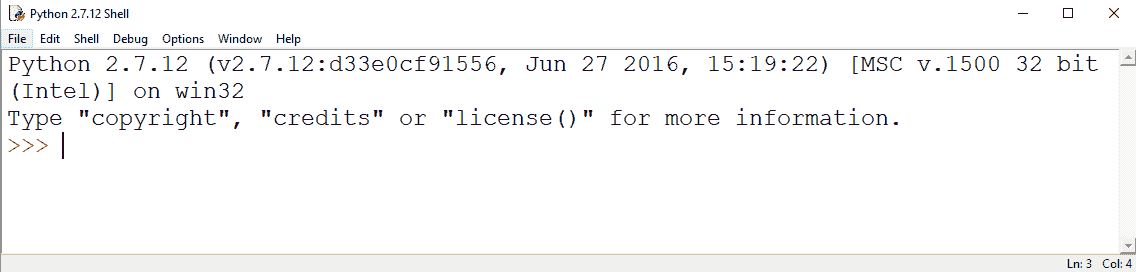 Python 2.7.12 Shell
File Edit Shell Debug Options Window Help
Python 2.7.12 (v2.7.12:d33e0cf91556, Jun 27 2016, 15:19:22) [MSC v.1500 32 bit
(Intel)] on win32
Type "copyright", "credits" or "license()" for more information.
>>>
Ln: 3 Col: 4